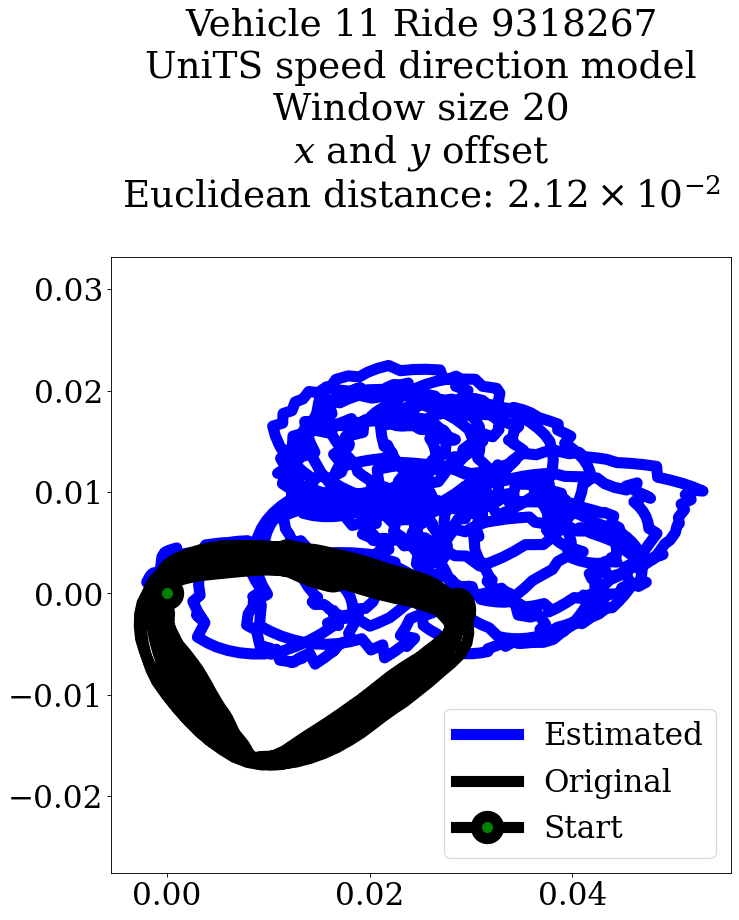 Vehicle 11 Ride 9318267
UniTS speed direction model
Window size 20
x and y offset
Euclidean distance: 2.12 × 10⁻²
0.03
0.02
0.01
0.00
−0.01
−0.02
Estimated
Original
Start
0.00 0.02 0.04